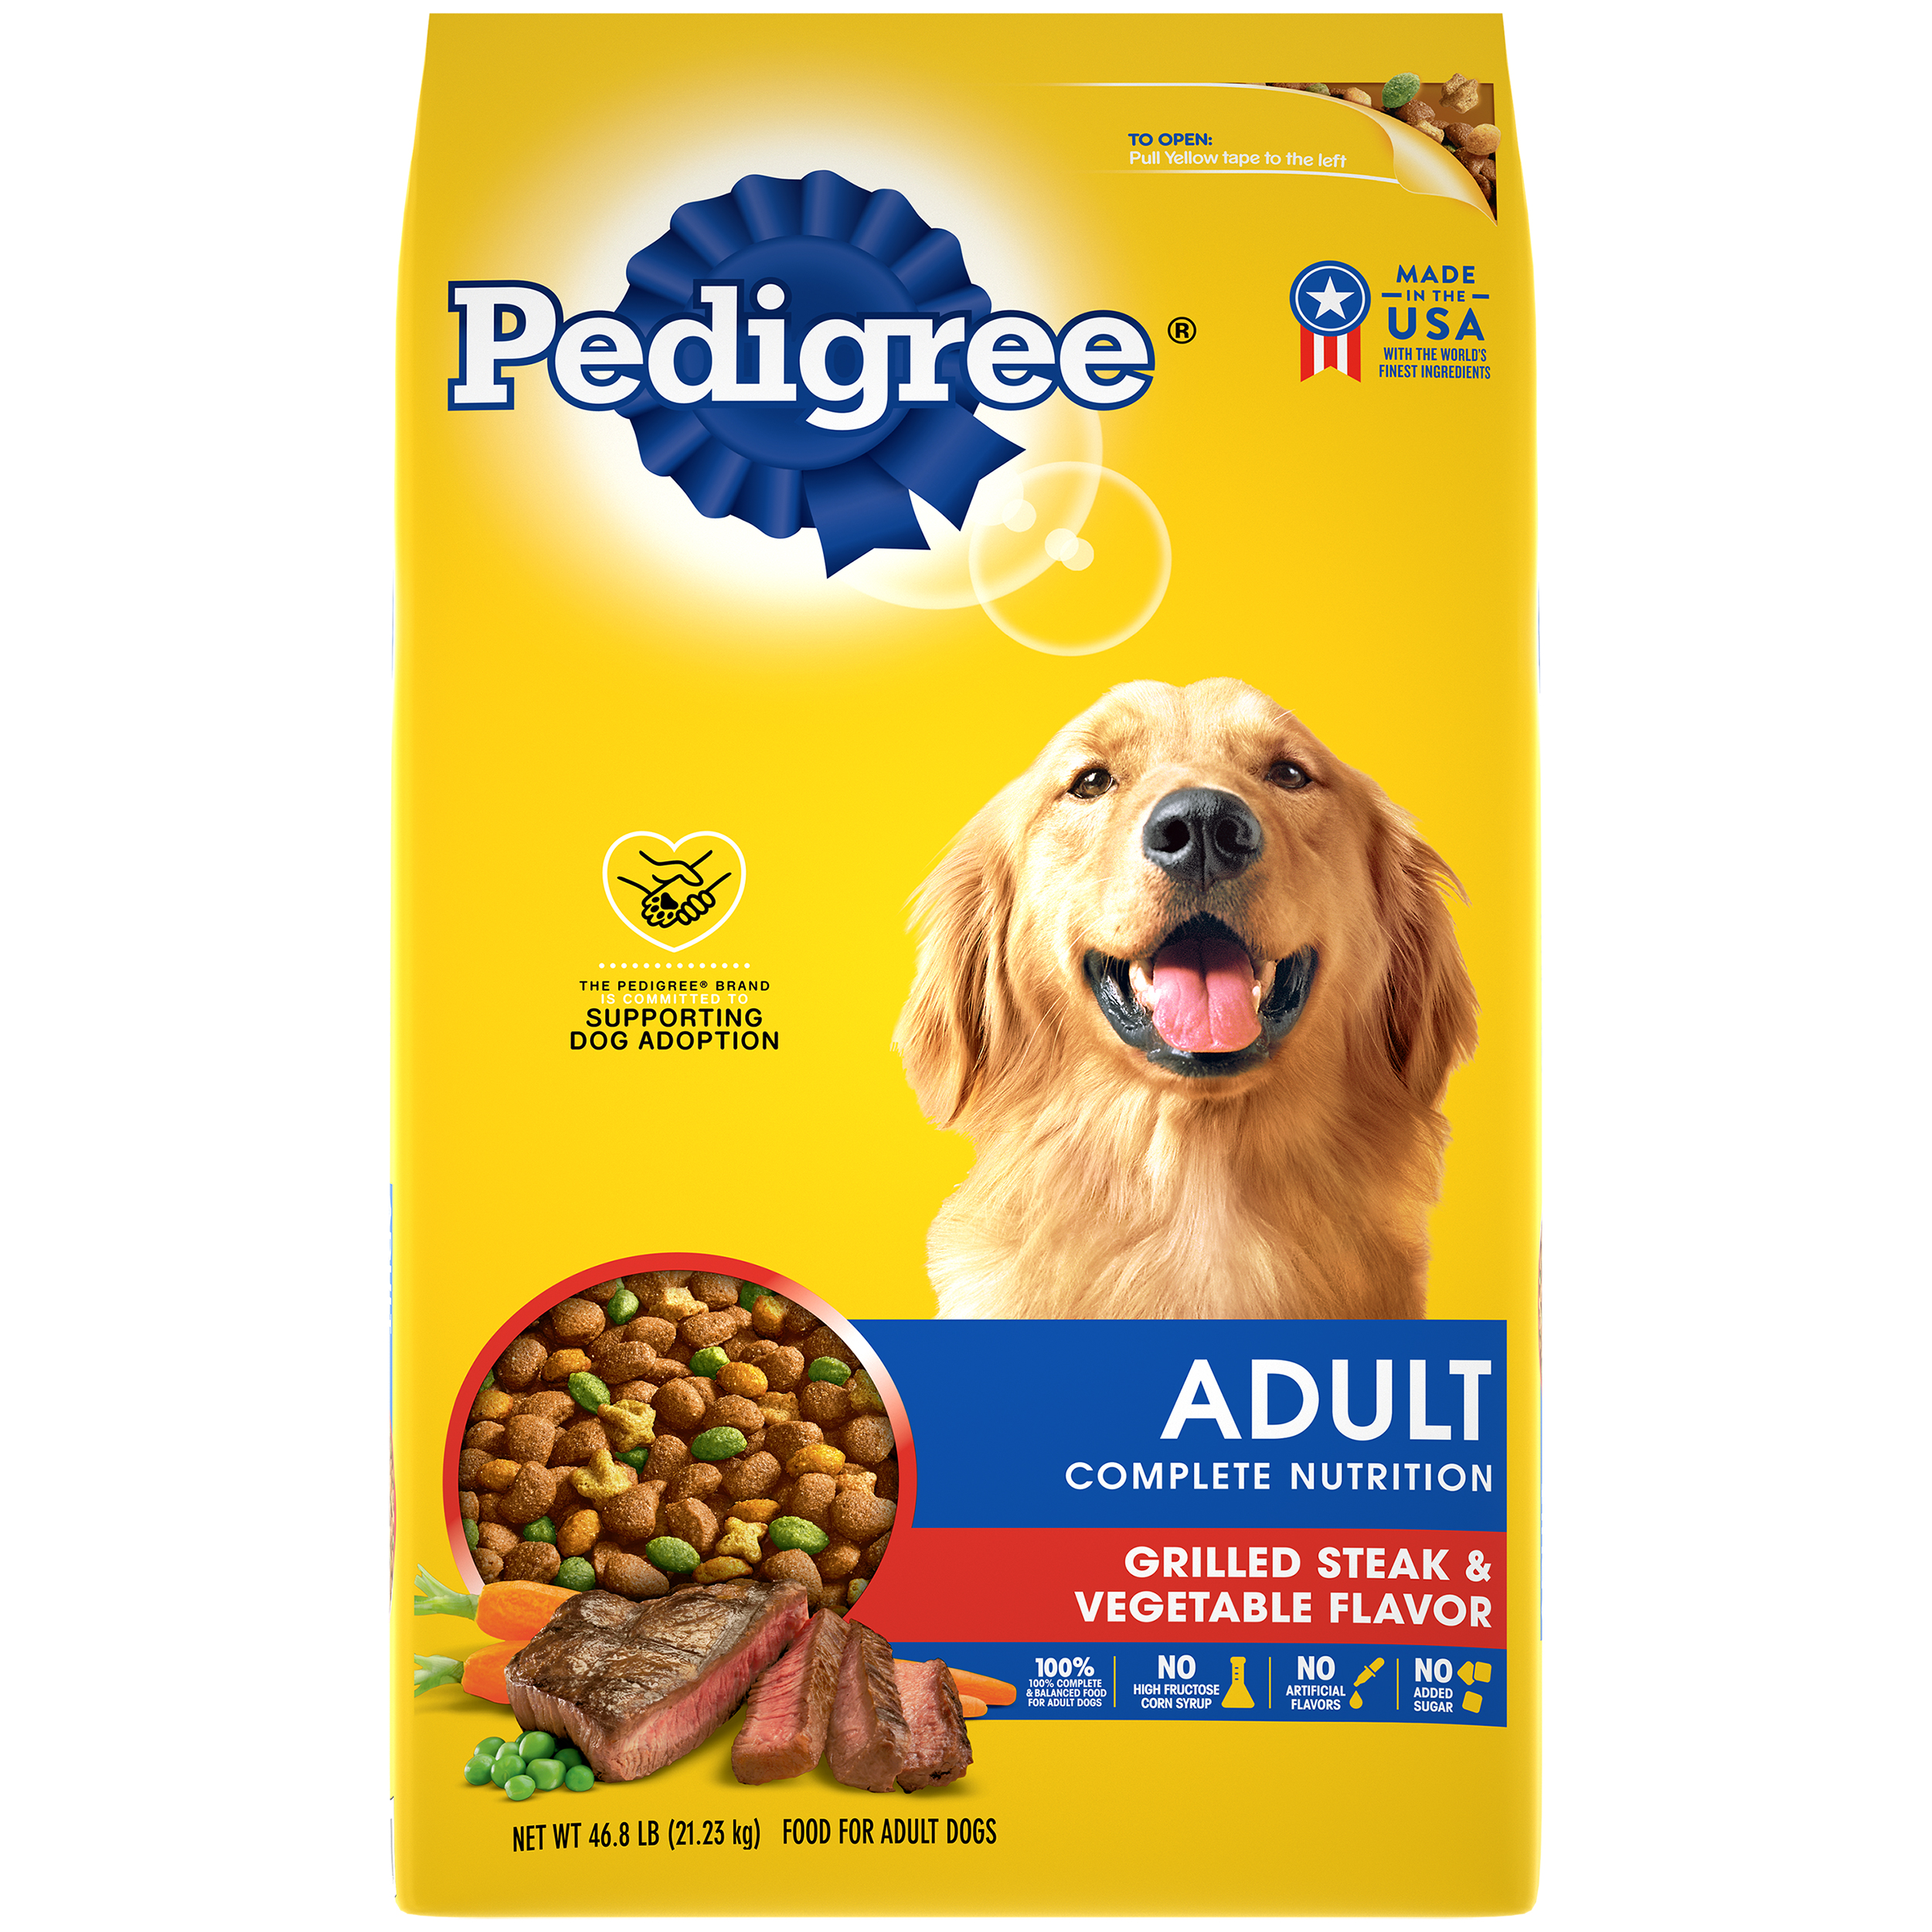 TO OPEN:
Pull Yellow tape to the left
Pedigree®
MADE
IN THE
USA
WITH THE WORLD'S
FINEST INGREDIENTS
THE PEDIGREE® BRAND
IS COMMITTED TO
SUPPORTING
DOG ADOPTION
ADULT
COMPLETE NUTRITION
GRILLED STEAK &
VEGETABLE FLAVOR
100%
100% COMPLETE
& BALANCED FOOD
FOR ADULT DOGS
NO
HIGH FRUCTOSE
CORN SYRUP
NO
ARTIFICIAL
FLAVORS
NO
ADDED
SUGAR
NET WT 46.8 LB (21.23 kg) FOOD FOR ADULT DOGS